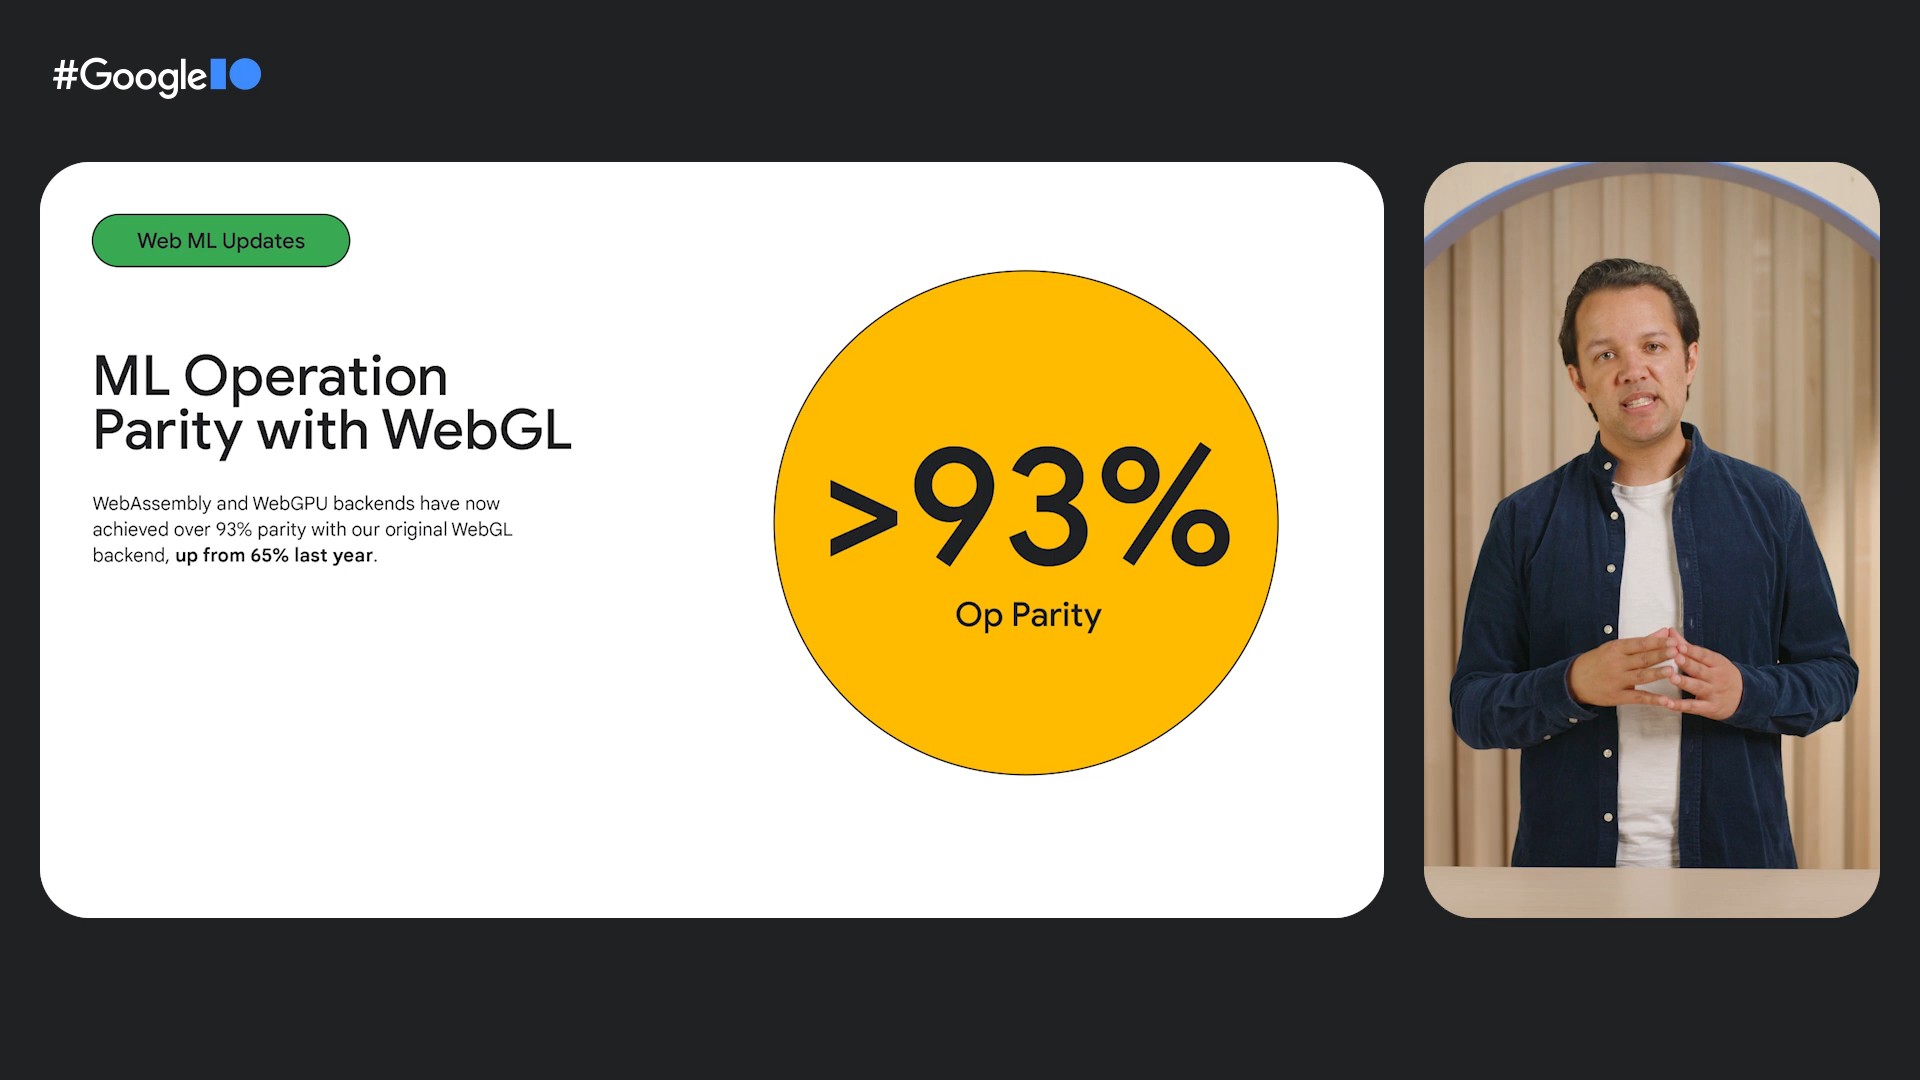 #GoogleIO
Web ML Updates
ML Operation
Parity with WebGL
WebAssembly and WebGPU backends have now
achieved over 93% parity with our original WebGL
backend, up from 65% last year.
>93%
Op Parity